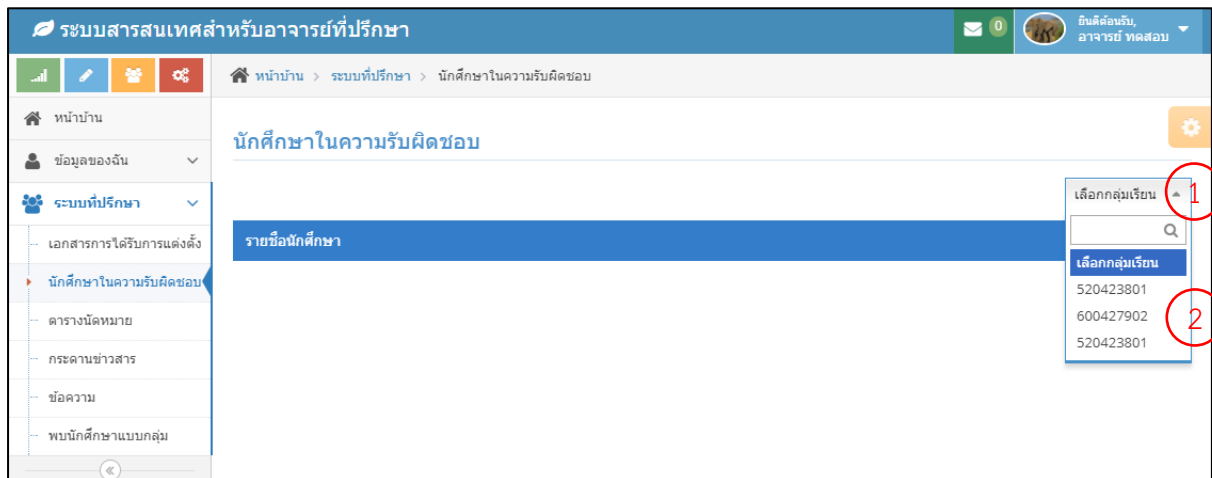 ระบบสารสนเทศสำหรับอาจารย์ที่ปรึกษา
0
ยินดีต้อนรับ,
อาจารย์ ทดสอบ
หน้าบ้าน > ระบบที่ปรึกษา > นักศึกษาในความรับผิดชอบ
หน้าบ้าน
ข้อมูลของฉัน
ระบบที่ปรึกษา
เอกสารการได้รับการแต่งตั้ง
นักศึกษาในความรับผิดชอบ
ตารางนัดหมาย
กระดานข่าวสาร
ข้อความ
พบนักศึกษาแบบกลุ่ม
นักศึกษาในความรับผิดชอบ
เลือกกลุ่มเรียน
1
รายชื่อนักศึกษา
เลือกกลุ่มเรียน
520423801
600427902
2
520423801